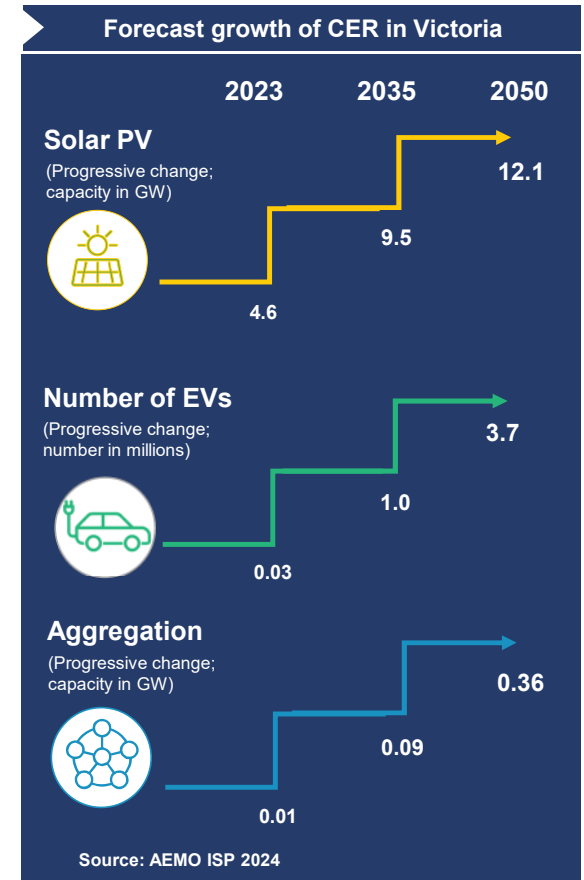 Forecast growth of CER in Victoria
2023 2035 2050
Solar PV
(Progressive change;
capacity in GW)
12.1
9.5
4.6
Number of EVs
(Progressive change;
number in millions)
3.7
1.0
0.03
Aggregation
(Progressive change;
capacity in GW)
0.36
0.09
0.01
Source: AEMO ISP 2024